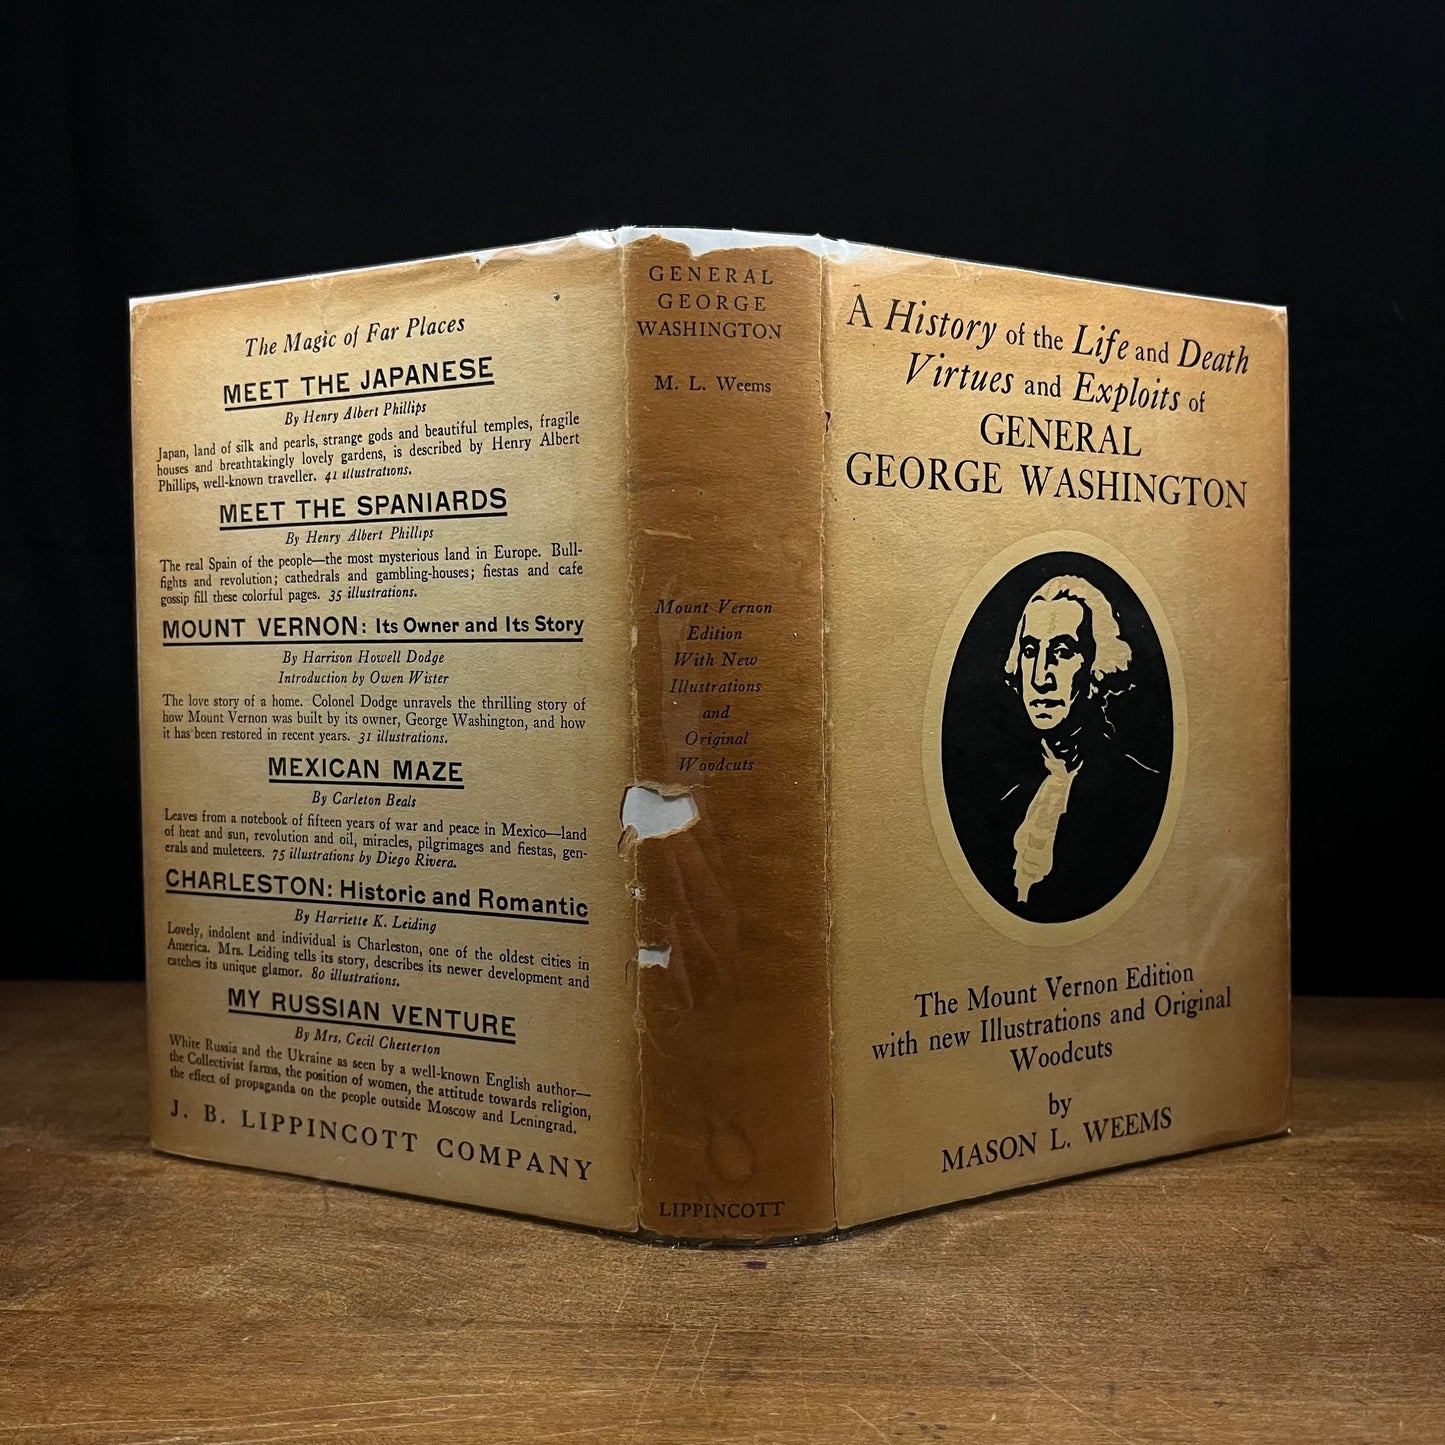 The Magic of Far Places
MEET THE JAPANESE
By Henry Albert Phillips
Japan, land of silk and pearls, strange gods and beautiful temples, fragile
houses and breathtakingly lovely gardens, is described by Henry Albert
Phillips, well-known traveller. 41 illustrations.
MEET THE SPANIARDS
By Henry Albert Phillips
The real Spain of the people—the most mysterious land in Europe. Bull-
fights and revolution; cathedrals and gambling-houses; fiestas and cafe
gossip fill these colorful pages. 35 illustrations.
MOUNT VERNON: Its Owner and Its Story
By Harrison Howell Dodge
Introduction by Owen Wister
The love story of a home. Colonel Dodge unravels the thrilling story of
how Mount Vernon was built by its owner, George Washington, and how
it has been restored in recent years. 31 illustrations.
MEXICAN MAZE
By Carleton Beals
Leaves from a notebook of fifteen years of war and peace in Mexico—land
of heat and sun, revolution and oil, miracles, pilgrimages and fiestas, gen-
erals and muleteers. 75 illustrations by Diego Rivera.
CHARLESTON: Historic and Romantic
By Harriette K. Leiding
Lovely, indolent and individual is Charleston, one of the oldest cities in
America. Mrs. Leiding tells its story, describes its newer development and
catches its unique glamor. 80 illustrations.
MY RUSSIAN VENTURE
By Mrs. Cecil Chesterton
White Russia and the Ukraine as seen by a well-known English author—
the Collectivist farms, the position of women, the attitude towards religion,
the effect of propaganda on the people outside Moscow and Leningrad.
J. B. LIPPINCOTT COMPANY
GENERAL
GEORGE
WASHINGTON
M. L. Weems
Mount Vernon
Edition
With New
Illustrations
and
Original
Woodcuts
LIPPINCOTT
A History of the Life and Death
Virtues and Exploits of
GENERAL
GEORGE WASHINGTON
The Mount Vernon Edition
with new Illustrations and Original
Woodcuts
by
MASON L. WEEMS